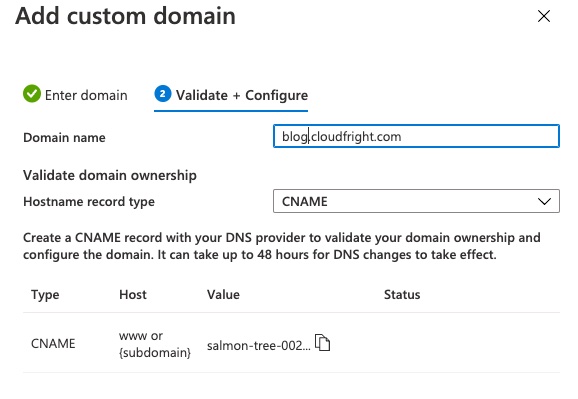 Add custom domain
Enter domain
2 Validate + Configure
Domain name
blog.cloudfright.com
Validate domain ownership
Hostname record type
CNAME
Create a CNAME record with your DNS provider to validate your domain ownership and
configure the domain. It can take up to 48 hours for DNS changes to take effect.
Type Host Value Status
CNAME
www or
{subdomain}
salmon-tree-002...